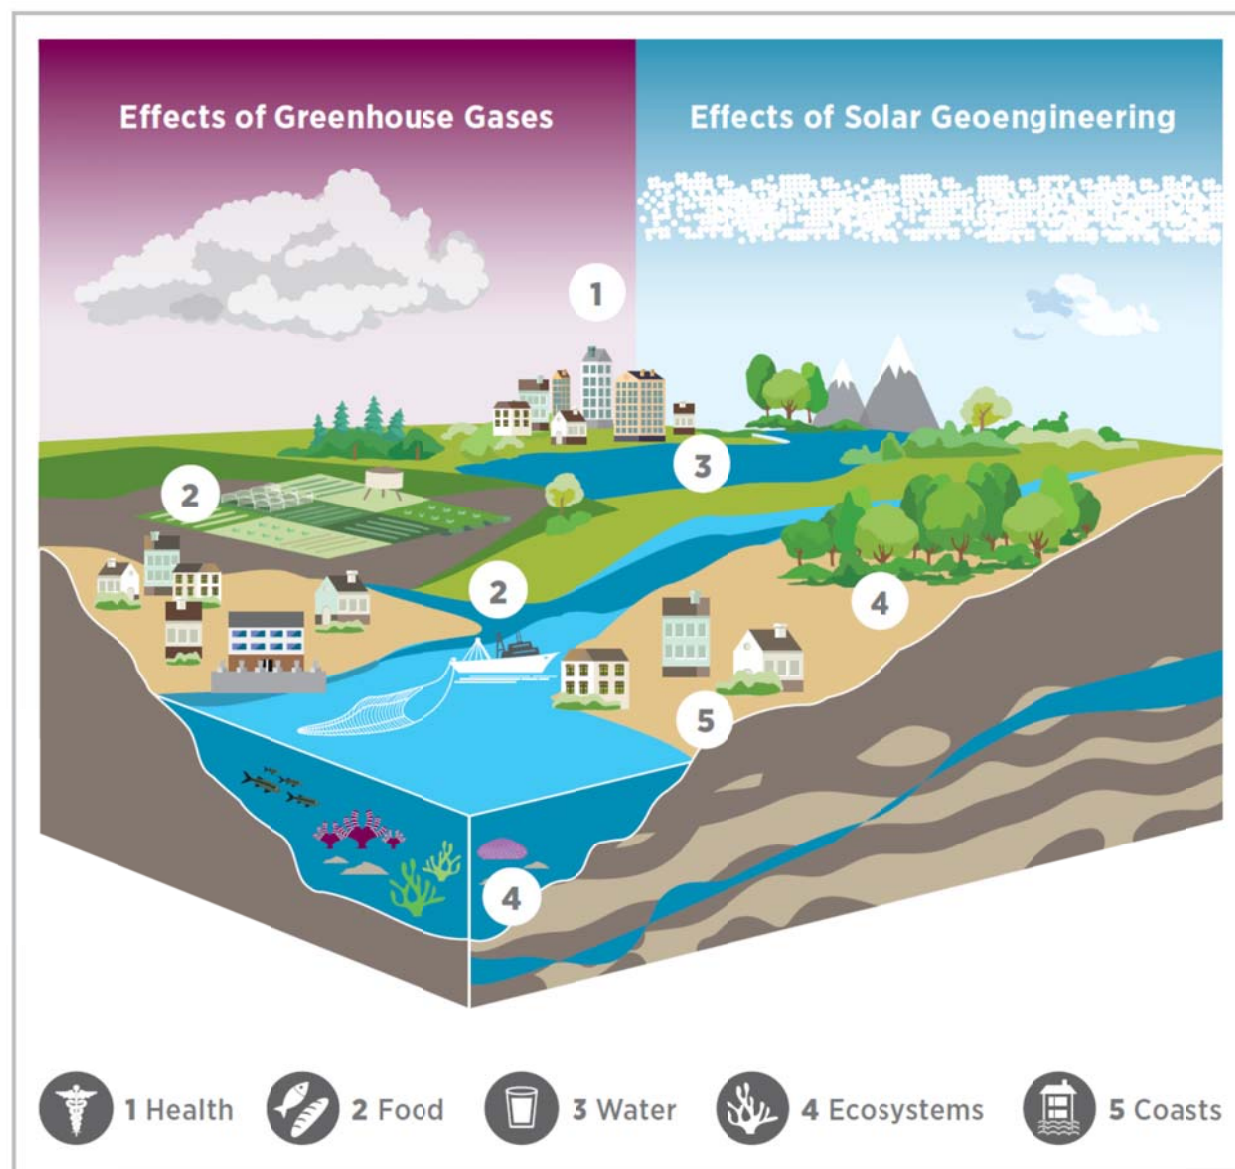 Effects of Greenhouse Gases
Effects of Solar Geoengineering
1
3
2
2
4
5
4
1 Health
2 Food
3 Water
4 Ecosystems
5 Coasts